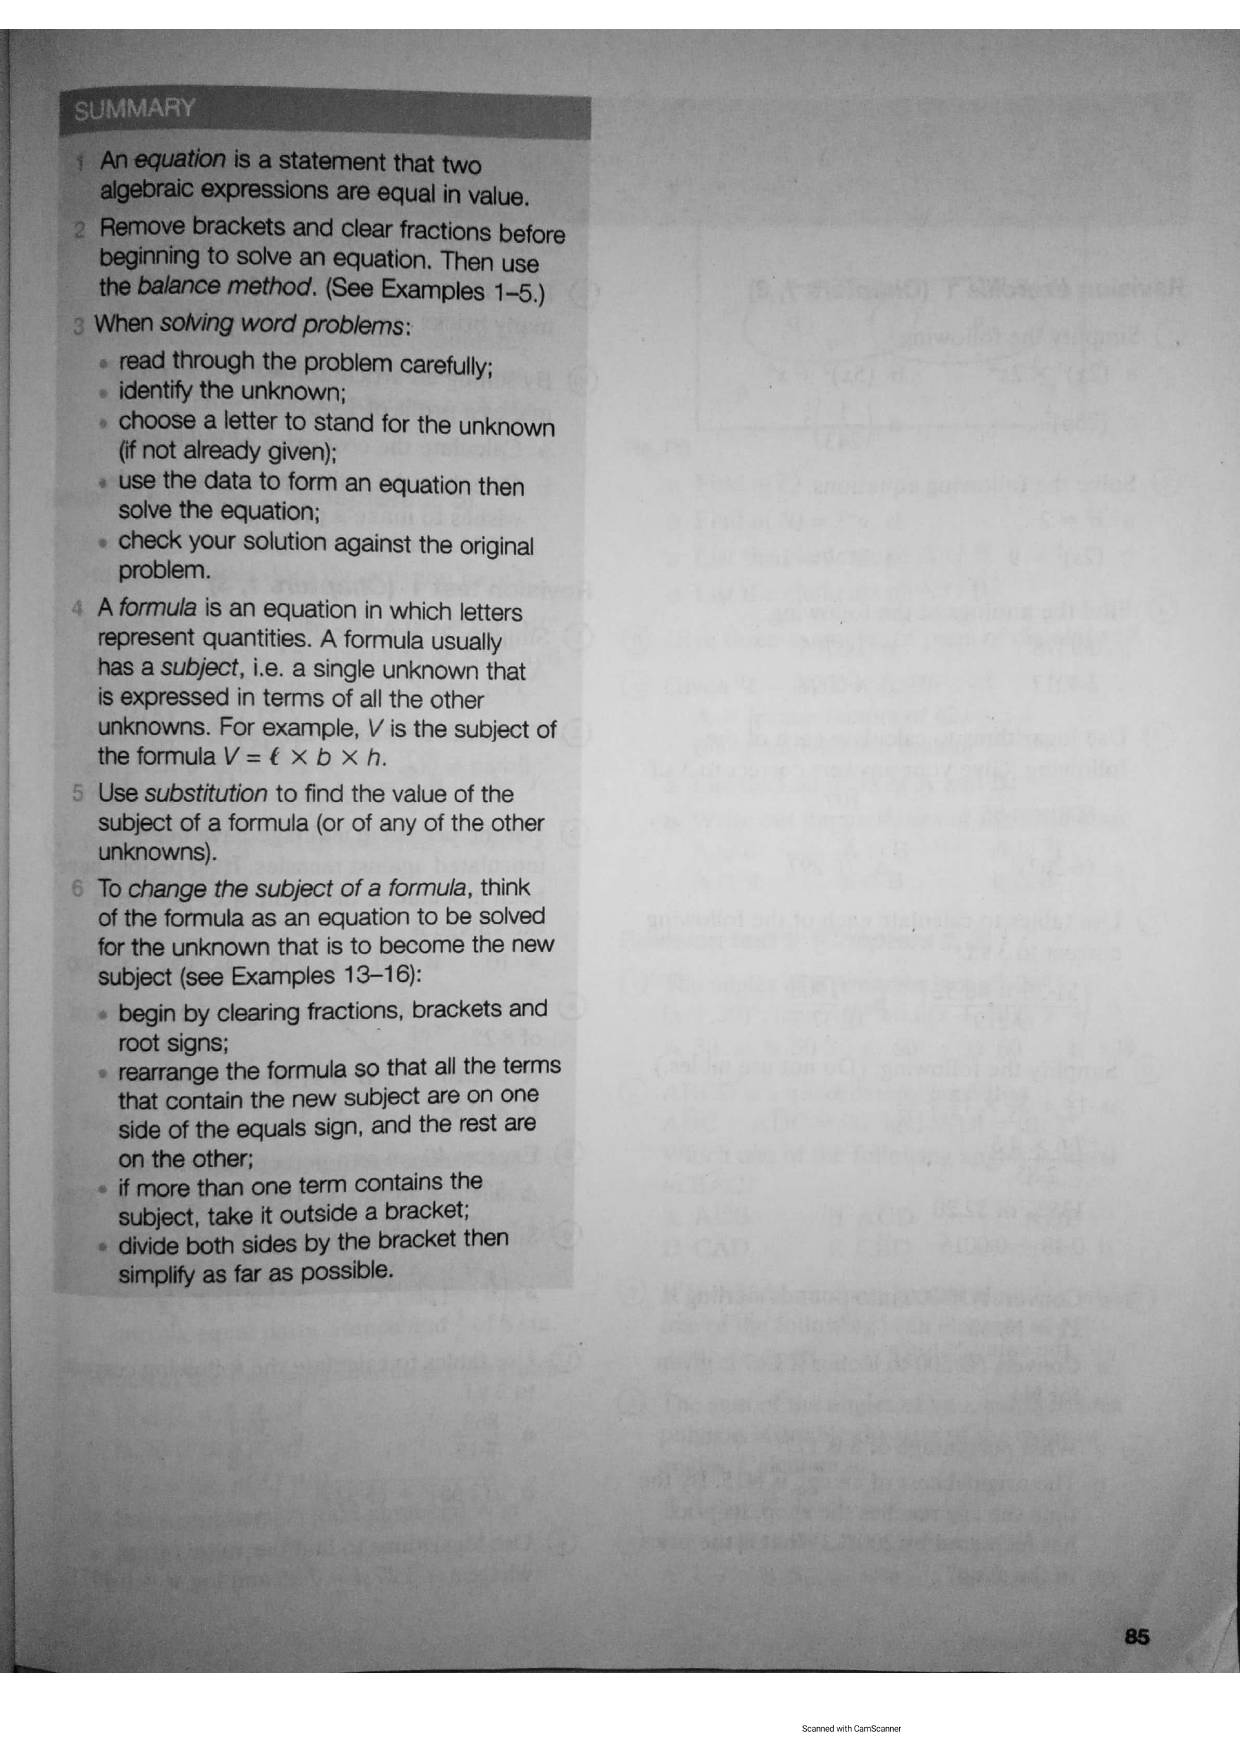 SUMMARY
1 An equation is a statement that two
algebraic expressions are equal in value.
2 Remove brackets and clear fractions before
beginning to solve an equation. Then use
the balance method. (See Examples 1–5.)
3 When solving word problems:
• read through the problem carefully;
• identify the unknown;
• choose a letter to stand for the unknown
(if not already given);
• use the data to form an equation then
solve the equation;
• check your solution against the original
problem.
4 A formula is an equation in which letters
represent quantities. A formula usually
has a subject, i.e. a single unknown that
is expressed in terms of all the other
unknowns. For example, V is the subject of
the formula V = ℓ × b × h.
5 Use substitution to find the value of the
subject of a formula (or of any of the other
unknowns).
6 To change the subject of a formula, think
of the formula as an equation to be solved
for the unknown that is to become the new
subject (see Examples 13–16):
• begin by clearing fractions, brackets and
root signs;
• rearrange the formula so that all the terms
that contain the new subject are on one
side of the equals sign, and the rest are
on the other;
• if more than one term contains the
subject, take it outside a bracket;
• divide both sides by the bracket then
simplify as far as possible.
85
Scanned with CamScanner